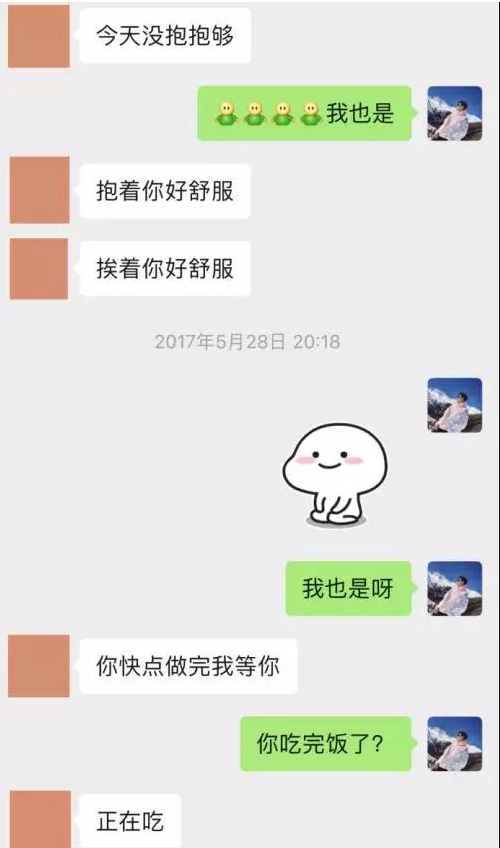 今天没抱抱够
我也是
抱着你好舒服
挨着你好舒服
2017年5月28日 20:18
我也是呀
你快点做完我等你
你吃完饭了？
正在吃